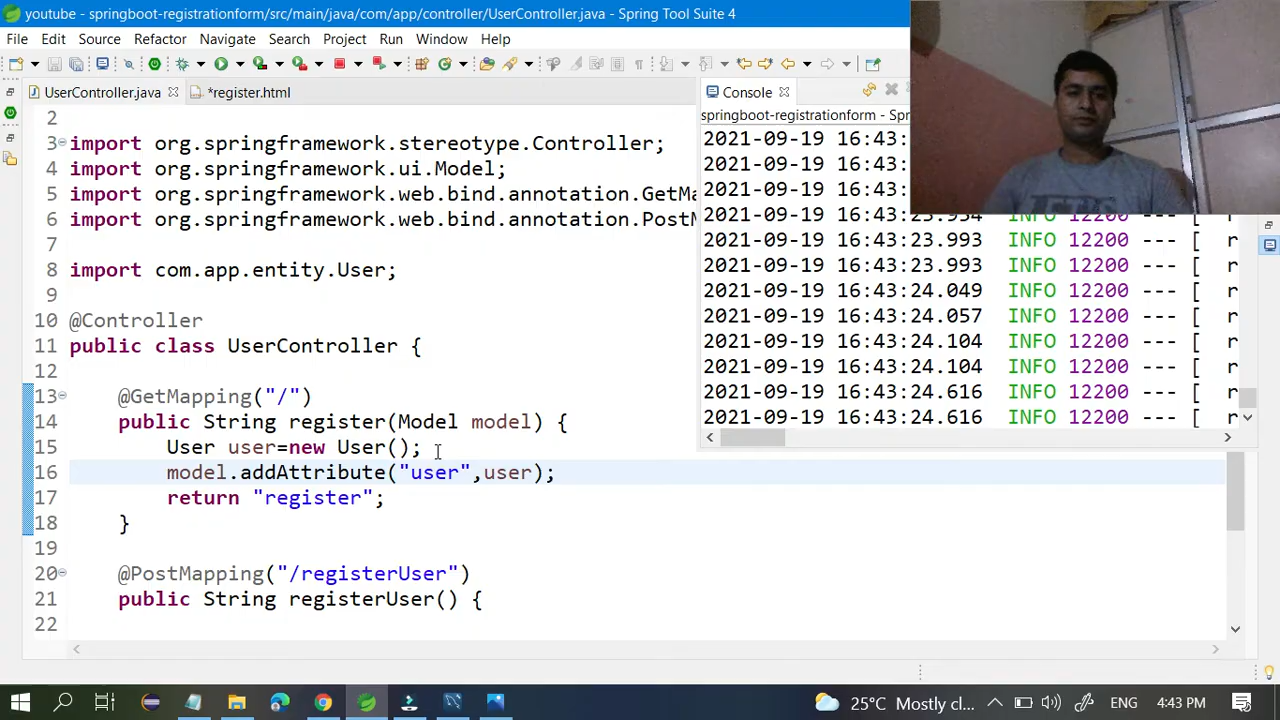 youtube - springboot-registrationform/src/main/java/com/app/controller/UserController.java - Spring Tool Suite 4
File Edit Source Refactor Navigate Search Project Run Window Help
UserController.java *register.html
Console
springboot-registrationform - Spr
2
3 import org.springframework.stereotype.Controller;
4 import org.springframework.ui.Model;
5 import org.springframework.web.bind.annotation.GetMa
6 import org.springframework.web.bind.annotation.PostM
7
8 import com.app.entity.User;
9
10 @Controller
11 public class UserController {
12
13 @GetMapping("/")
14 public String register(Model model) {
15 User user=new User();
16 model.addAttribute("user",user);
17 return "register";
18 }
19
20 @PostMapping("/registerUser")
21 public String registerUser() {
22
2021-09-19 16:43:
2021-09-19 16:43:
2021-09-19 16:43:
2021-09-19 16:43:23.954 INFO 12200 --- [ r
2021-09-19 16:43:23.993 INFO 12200 --- [ r
2021-09-19 16:43:23.993 INFO 12200 --- [ r
2021-09-19 16:43:24.049 INFO 12200 --- [ r
2021-09-19 16:43:24.057 INFO 12200 --- [ r
2021-09-19 16:43:24.104 INFO 12200 --- [ r
2021-09-19 16:43:24.104 INFO 12200 --- [ r
2021-09-19 16:43:24.616 INFO 12200 --- [ r
2021-09-19 16:43:24.616 INFO 12200 --- [ r
25°C Mostly cl... ENG 4:43 PM